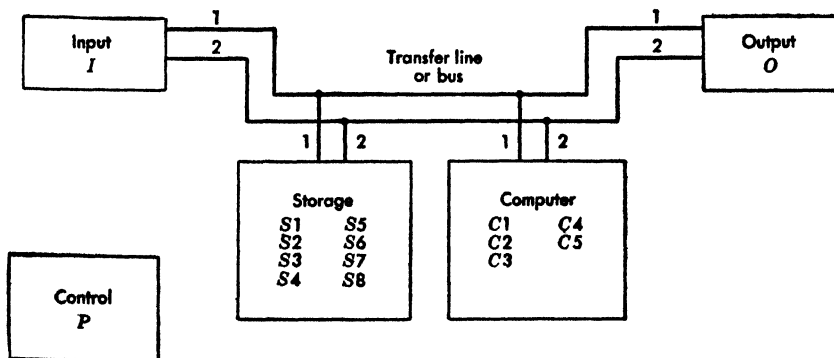 1
Input
I
2
Transfer line
or bus
1
Output
O
2
1
2
1
2
Storage
S1 S5
S2 S6
S3 S7
S4 S8
Computer
C1 C4
C2 C5
C3
Control
P